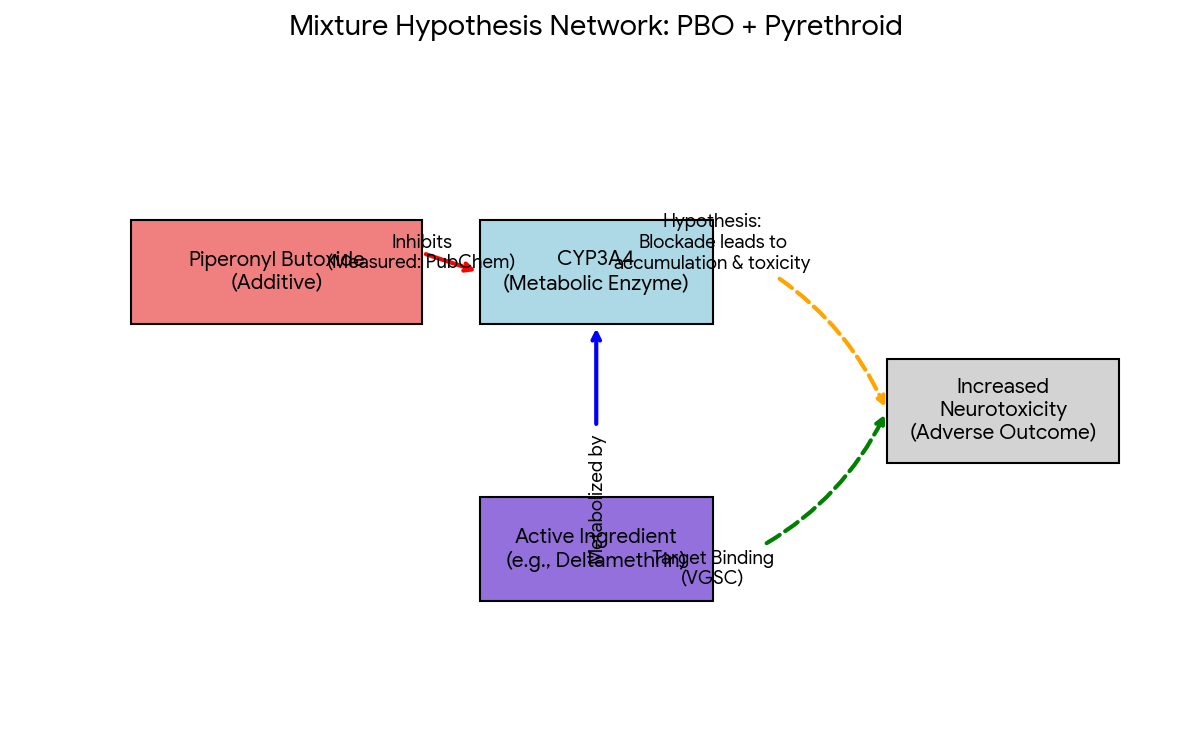 Mixture Hypothesis Network: PBO + Pyrethroid
Piperonyl Butoxide
(Additive)
Inhibits
(Measured: PubChem)
CYP3A4
(Metabolic Enzyme)
Hypothesis:
Blockade leads to
accumulation & toxicity
Increased
Neurotoxicity
(Adverse Outcome)
Metabolized by
Active Ingredient
(e.g., Deltamethrin)
Target Binding
(VGSC)